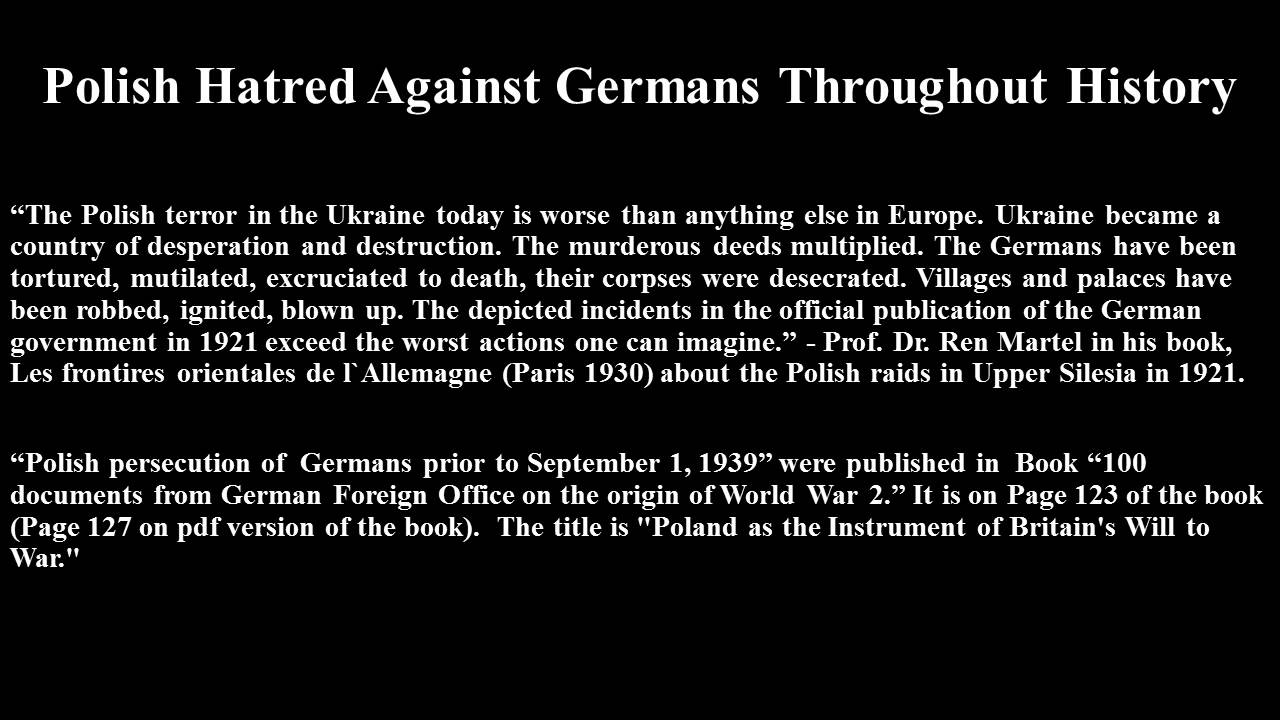 Polish Hatred Against Germans Throughout History
“The Polish terror in the Ukraine today is worse than anything else in Europe. Ukraine became a
country of desperation and destruction. The murderous deeds multiplied. The Germans have been
tortured, mutilated, excruciated to death, their corpses were desecrated. Villages and palaces have
been robbed, ignited, blown up. The depicted incidents in the official publication of the German
government in 1921 exceed the worst actions one can imagine.” - Prof. Dr. Ren Martel in his book,
Les frontires orientales de l`Allemagne (Paris 1930) about the Polish raids in Upper Silesia in 1921.
“Polish persecution of Germans prior to September 1, 1939” were published in Book “100
documents from German Foreign Office on the origin of World War 2.” It is on Page 123 of the book
(Page 127 on pdf version of the book). The title is "Poland as the Instrument of Britain's Will to
War."